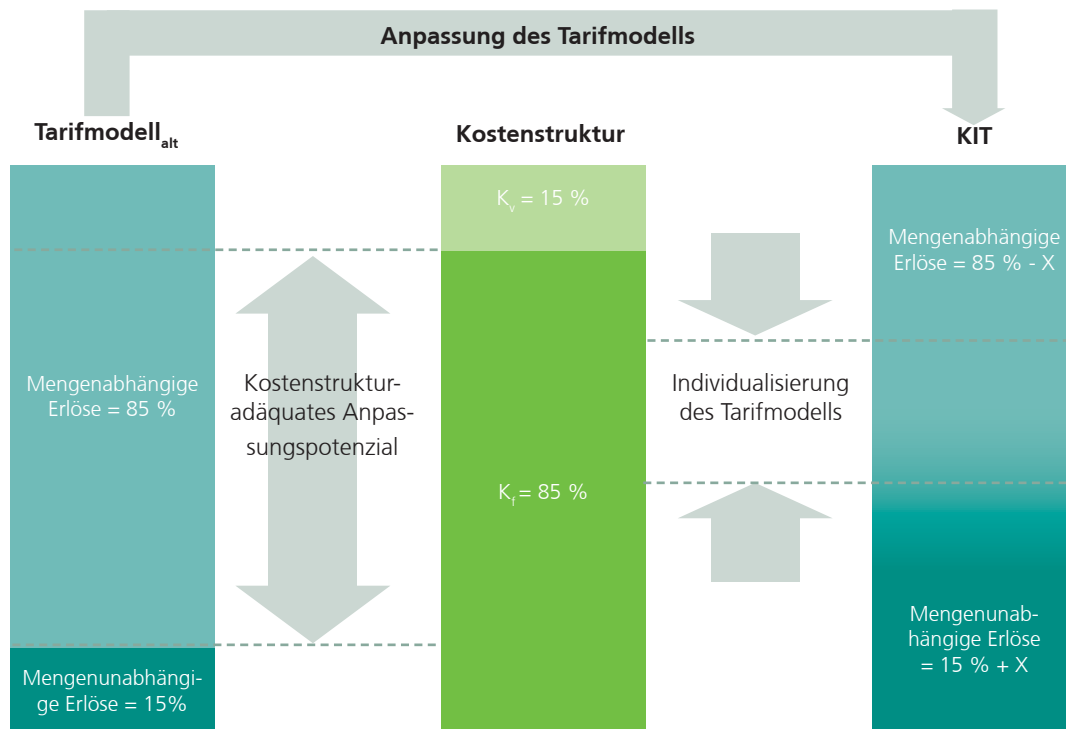 Anpassung des Tarifmodells
Tarifmodell alt
Kostenstruktur
KIT
Mengenabhängige
Erlöse = 85 %
Mengenunabhängi-
ge Erlöse = 15%
Kostenstruktur-
adäquates Anpas-
sungspotenzial
Kv = 15 %
Kf = 85 %
Individualisierung
des Tarifmodells
Mengenabhängige
Erlöse = 85 % - X
Mengenunab-
hängige Erlöse
= 15 % + X